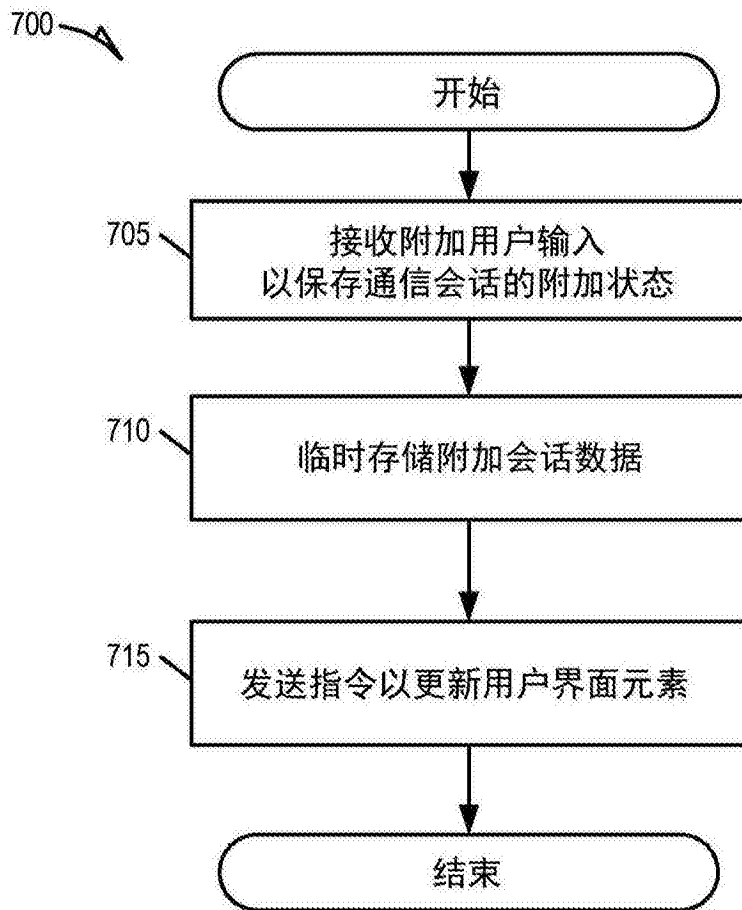 700
开始
705
接收附加用户输入
以保存通信会话的附加状态
710
临时存储附加会话数据
715
发送指令以更新用户界面元素
结束